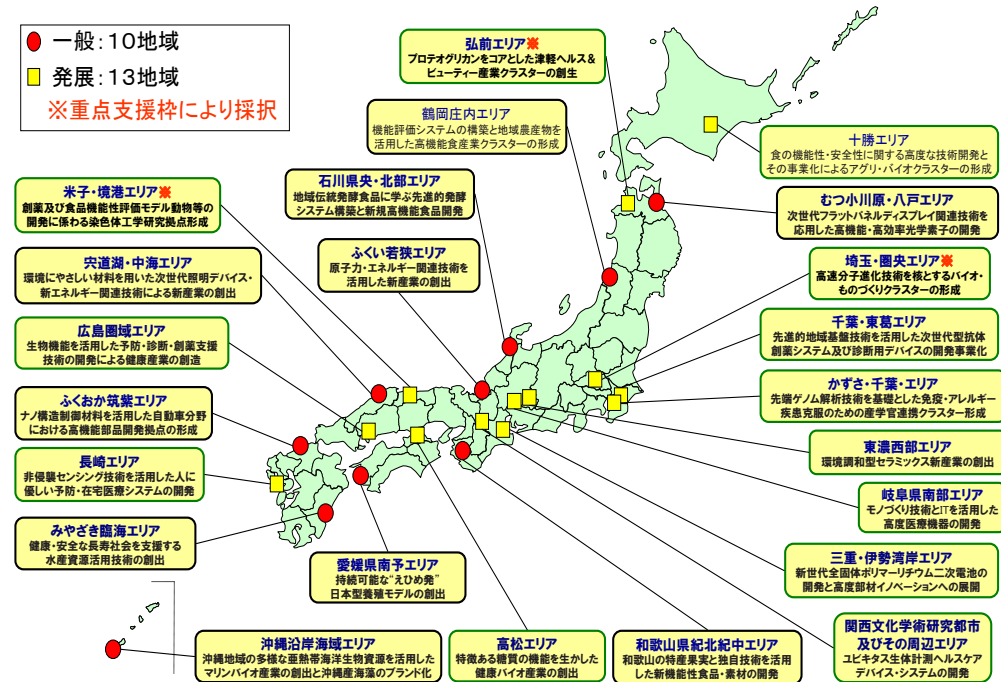 一般：10地域
発展：13地域
※重点支援枠により採択
弘前エリア※
プロテオグリカンをコアとした津軽ヘルス＆
ビューティー産業クラスターの創生
鶴岡庄内エリア
機能評価システムの構築と地域農産物を
活用した高機能食産業クラスターの形成
十勝エリア
食の機能性・安全性に関する高度な技術開発と
その事業化によるアグリ・バイオクラスターの形成
石川県央・北部エリア
地域伝統発酵食品に学ぶ先進的発酵
システム構築と新規高機能食品開発
米子・境港エリア※
創薬及び食品機能性評価モデル動物等の
開発に係わる染色体工学研究拠点形成
むつ小川原・八戸エリア
次世代フラットパネルディスプレイ関連技術を
応用した高機能・高効率光学素子の開発
ふくい若狭エリア
原子力・エネルギー関連技術を
活用した新産業の創出
宍道湖・中海エリア
環境にやさしい材料を用いた次世代照明デバイス・
新エネルギー関連技術による新産業の創出
埼玉・圏央エリア※
高速分子進化技術を核とするバイオ・
ものづくりクラスターの形成
広島圏域エリア
生物機能を活用した予防・診断・創薬支援
技術の開発による健康産業の創造
千葉・東葛エリア
先進的地域基盤技術を活用した次世代型抗体
創薬システム及び診断用デバイスの開発事業化
ふくおか筑紫エリア
ナノ構造制御材料を活用した自動車分野
における高機能部品開発拠点の形成
かずさ・千葉・エリア
先端ゲノム解析技術を基礎とした免疫・アレルギー
疾患克服のための産学官連携クラスター形成
長崎エリア
非侵襲センシング技術を活用した人に
優しい予防・在宅医療システムの開発
東濃西部エリア
環境調和型セラミックス新産業の創出
みやざき臨海エリア
健康・安全な長寿社会を支援する
水産資源活用技術の創出
岐阜県南部エリア
モノづくり技術とITを活用した
高度医療機器の開発
愛媛県南予エリア
持続可能な“えひめ発”
日本型養殖モデルの創出
三重・伊勢湾岸エリア
新世代全固体ポリマーリチウム二次電池の
開発と高度部材イノベーションへの展開
沖縄沿岸海域エリア
沖縄地域の多様な亜熱帯海洋生物資源を活用した
マリンバイオ産業の創出と沖縄産海藻のブランド化
高松エリア
特徴ある糖質の機能を生かした
健康バイオ産業の創出
和歌山県紀北紀中エリア
和歌山の特産果実と独自技術を活用
した新機能性食品・素材の開発
関西文化学術研究都市
及びその周辺エリア
ユビキタス生体計測ヘルスケア
デバイス・システムの開発